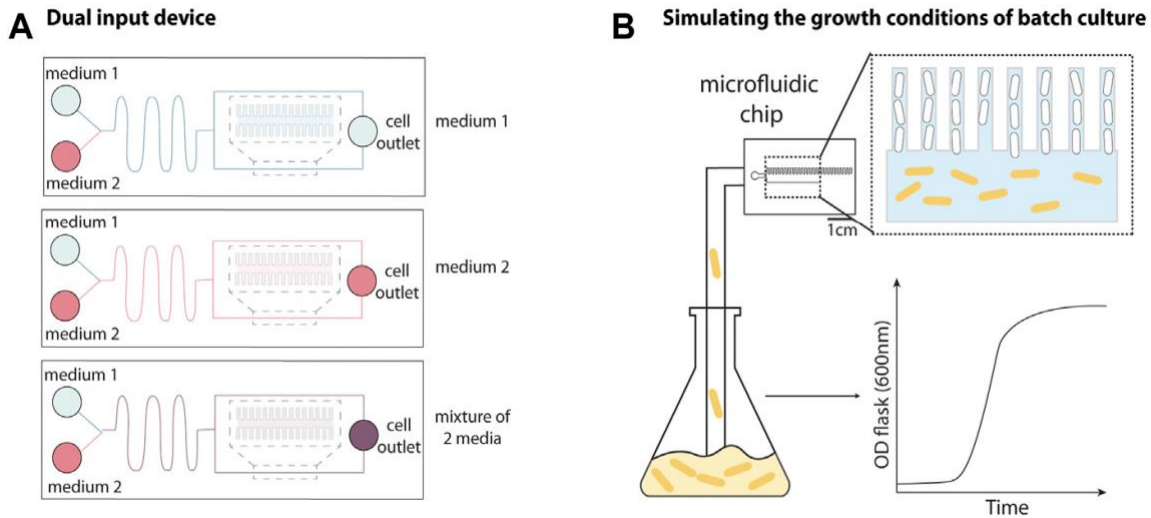 A
Dual input device
medium 1
medium 2
cell
outlet
medium 1
medium 1
medium 2
cell
outlet
medium 2
medium 1
medium 2
cell
outlet
mixture of
2 media
B
Simulating the growth conditions of batch culture
microfluidic
chip
1cm
OD flask (600nm)
Time